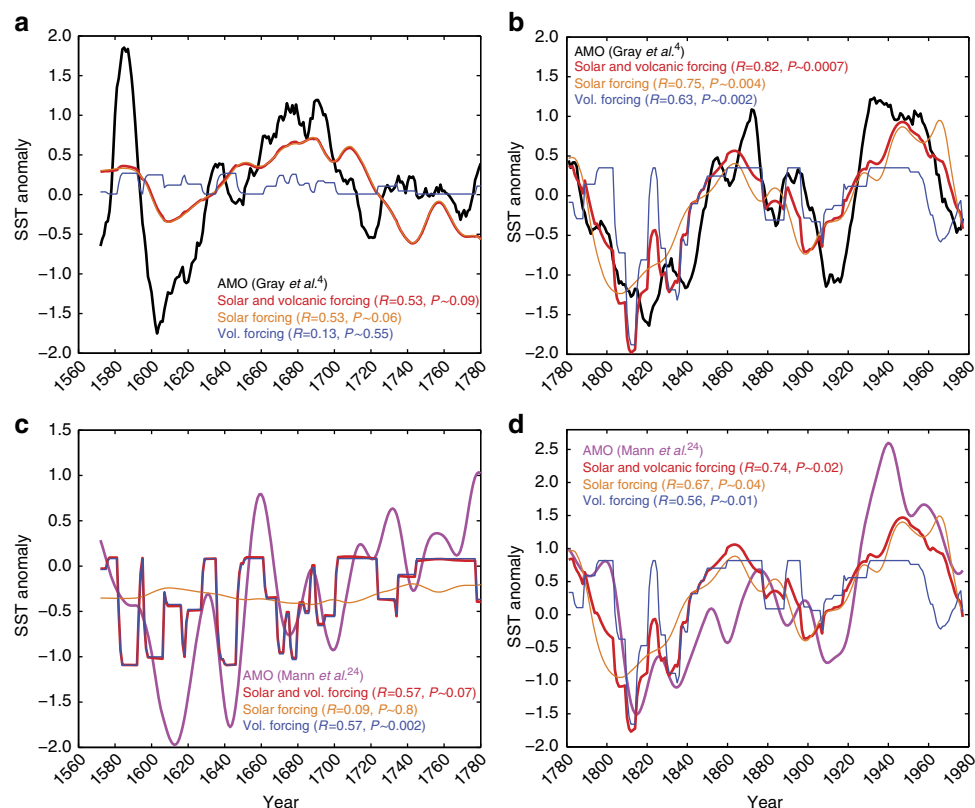 a
2.0
1.5
1.0
0.5
0.0
−0.5
−1.0
−1.5
−2.0
SST anomaly
AMO (Gray et al.4)
Solar and volcanic forcing (R=0.53, P~0.09)
Solar forcing (R=0.53, P~0.06)
Vol. forcing (R=0.13, P~0.55)
1560 1580 1600 1620 1640 1660 1680 1700 1720 1740 1760 1780
b
2.0
1.5
1.0
0.5
0.0
−0.5
−1.0
−1.5
−2.0
SST anomaly
AMO (Gray et al.4)
Solar and volcanic forcing (R=0.82, P~0.0007)
Solar forcing (R=0.75, P~0.004)
Vol. forcing (R=0.63, P~0.002)
1780 1800 1820 1840 1860 1880 1900 1920 1940 1960 1980
c
1.5
1.0
0.5
0.0
−0.5
−1.0
−1.5
−2.0
SST anomaly
AMO (Mann et al.24)
Solar and vol. forcing (R=0.57, P~0.07)
Solar forcing (R=0.09, P~0.8)
Vol. forcing (R=0.57, P~0.002)
1560 1580 1600 1620 1640 1660 1680 1700 1720 1740 1760 1780
Year
d
2.5
2.0
1.5
1.0
0.5
0.0
−0.5
−1.0
−1.5
−2.0
SST anomaly
AMO (Mann et al.24)
Solar and volcanic forcing (R=0.74, P~0.02)
Solar forcing (R=0.67, P~0.04)
Vol. forcing (R=0.56, P~0.01)
1780 1800 1820 1840 1860 1880 1900 1920 1940 1960 1980
Year